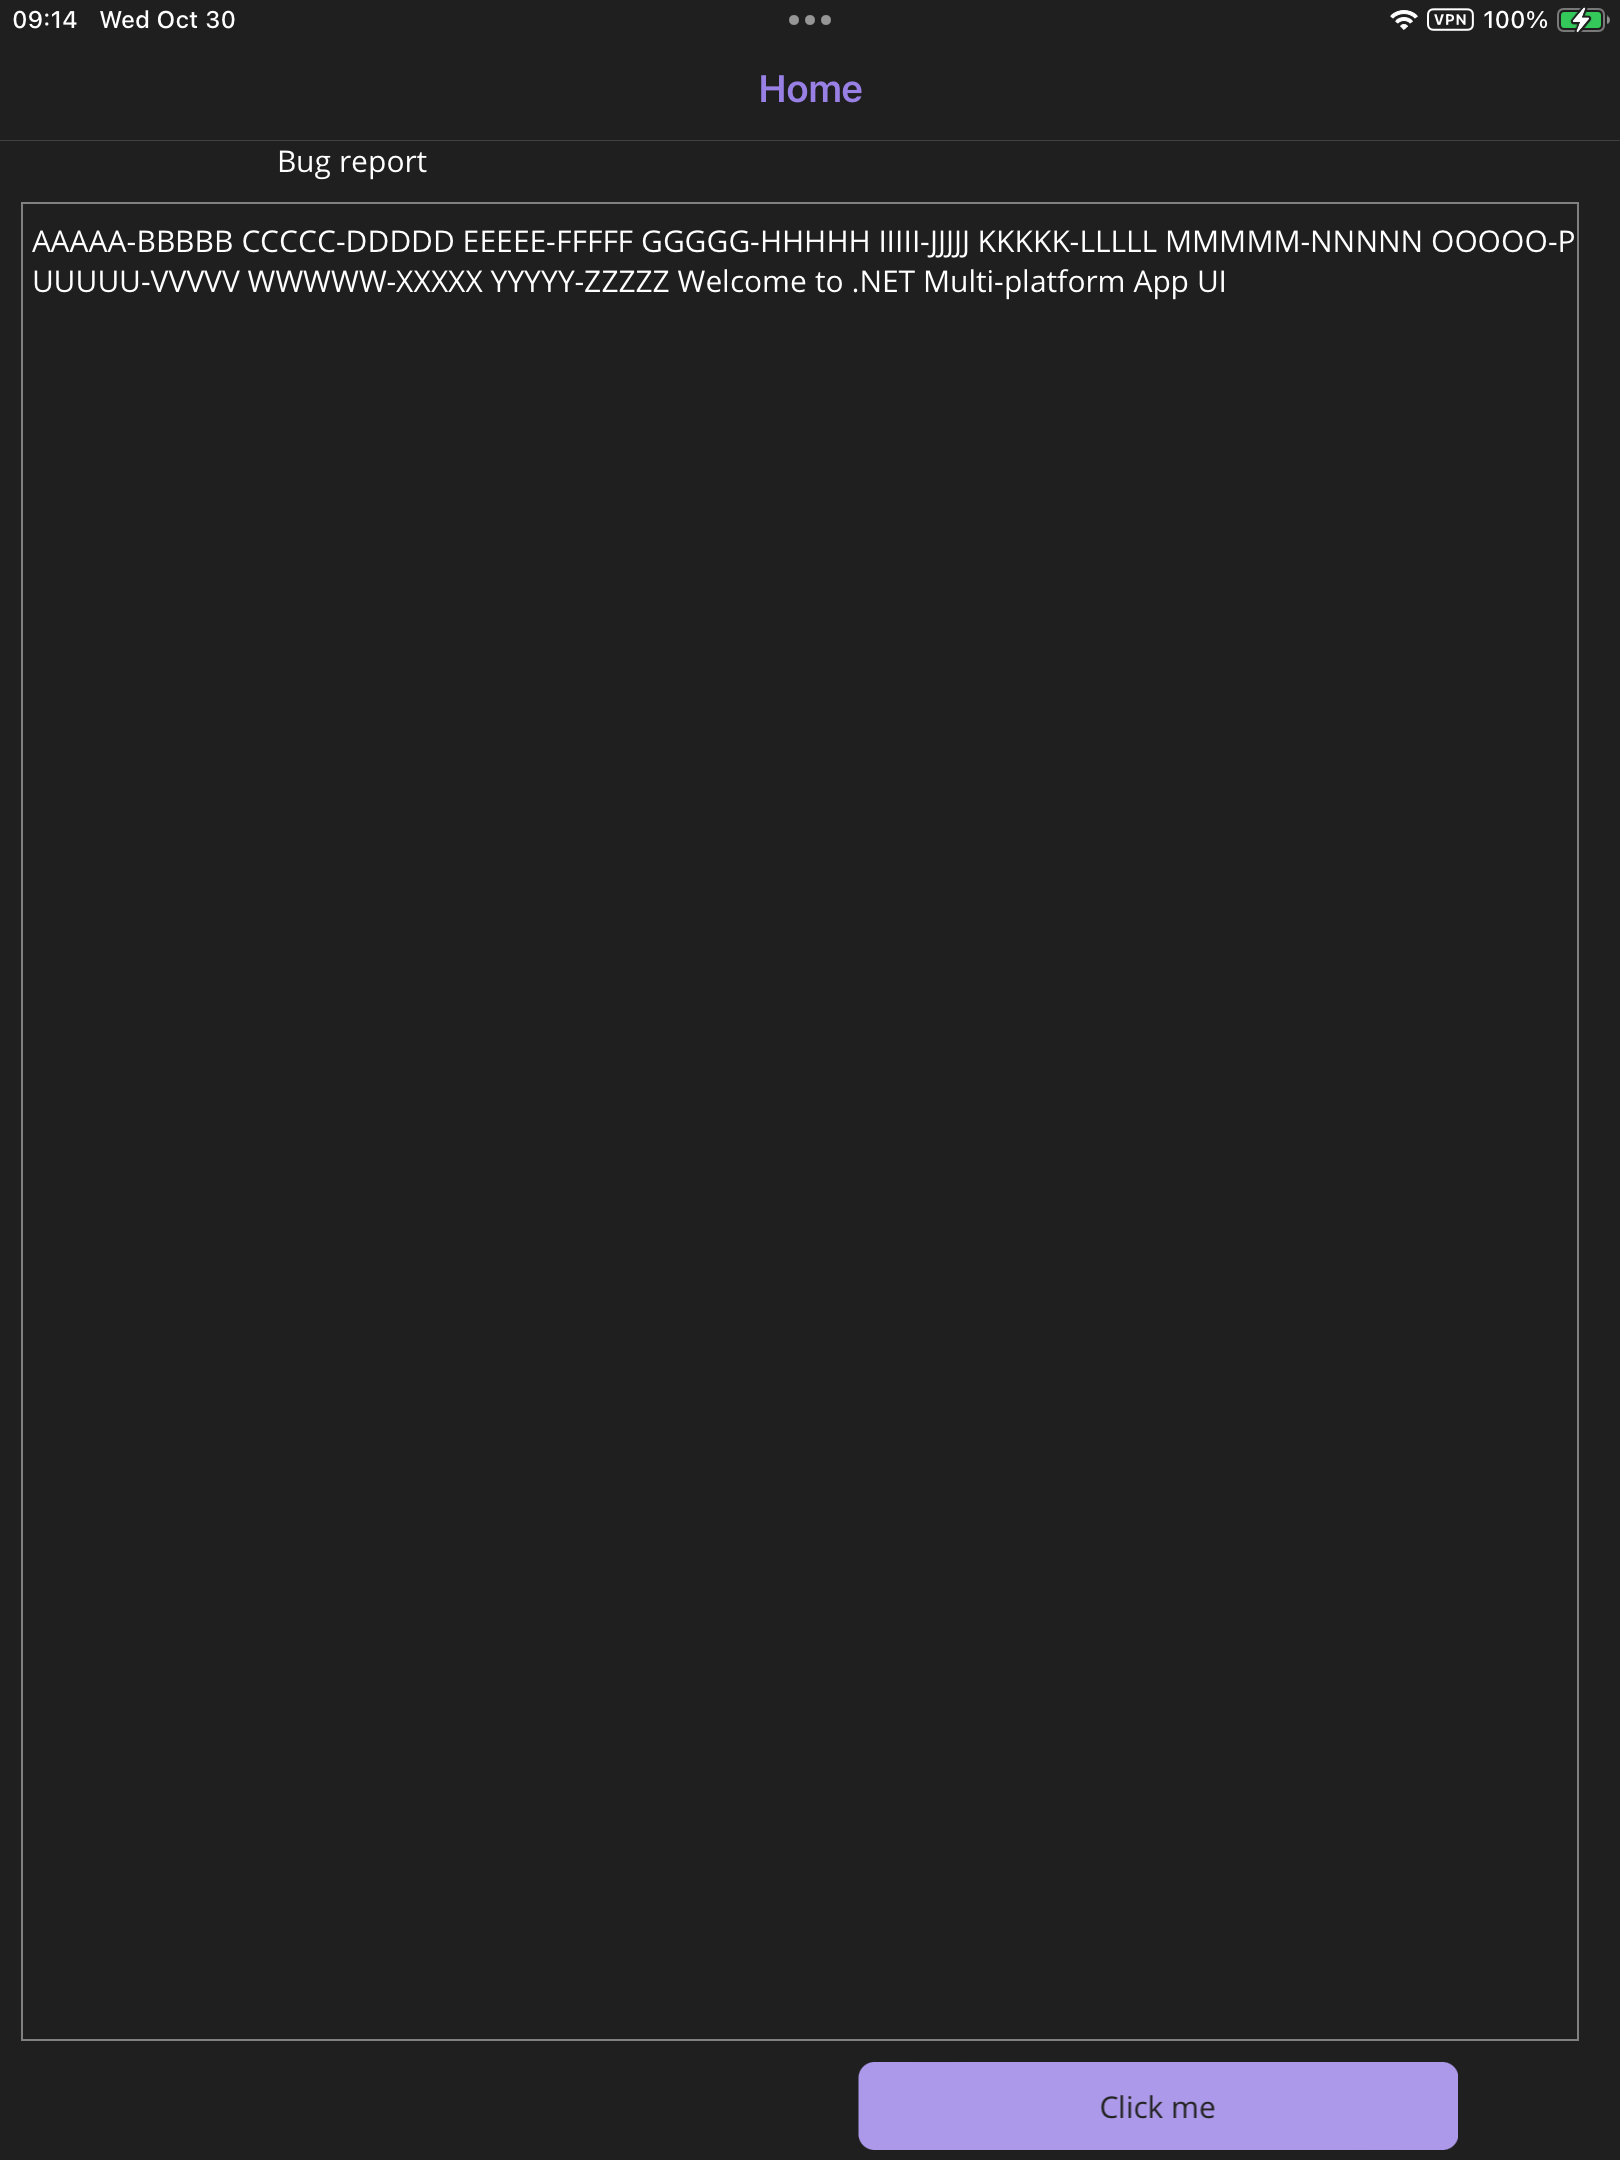 09:14 Wed Oct 30 VPN 100%
Home
Bug report
AAAAA-BBBBB CCCCC-DDDDD EEEEE-FFFFF GGGGG-HHHHH IIIII-JJJJJ KKKKK-LLLLL MMMMM-NNNNN OOOOO-P
UUUUU-VVVVV WWWWW-XXXXX YYYYY-ZZZZZ Welcome to .NET Multi-platform App UI
Click me